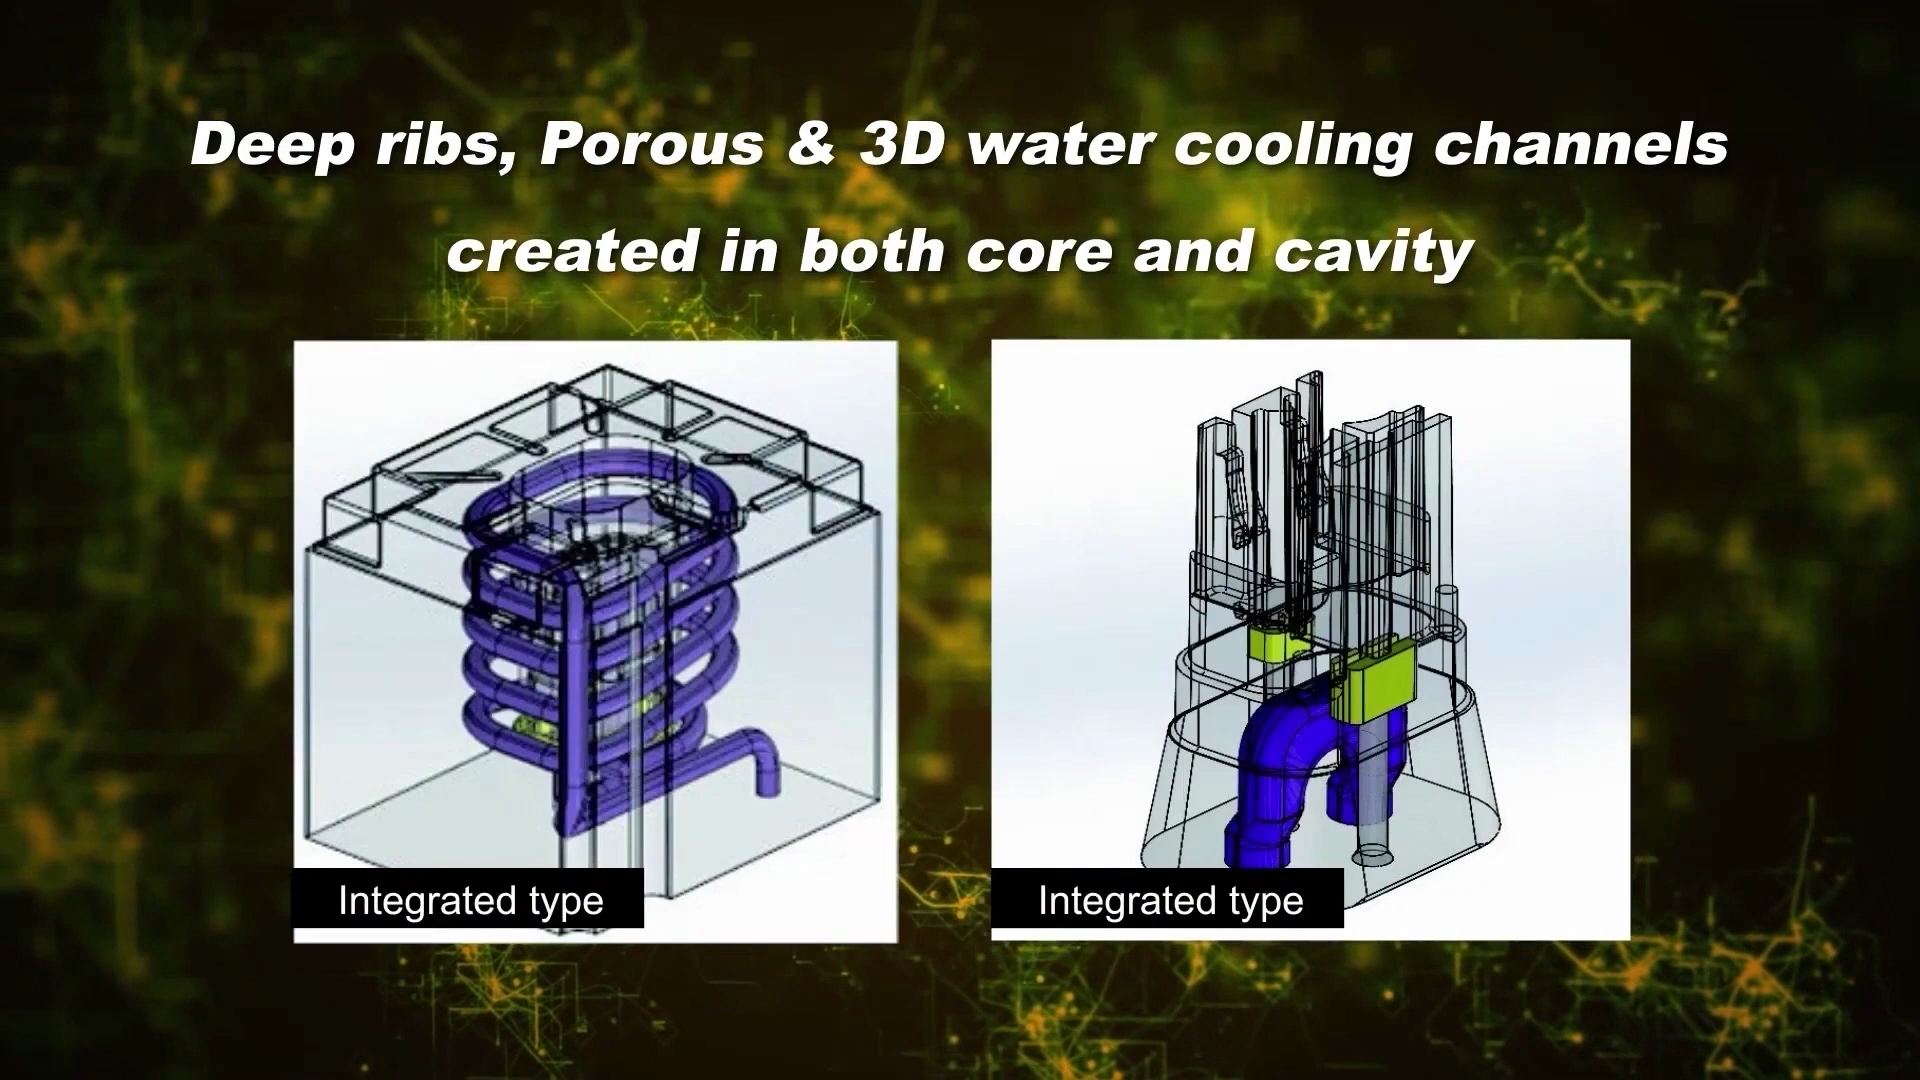 Deep ribs, Porous & 3D water cooling channels
created in both core and cavity
Integrated type
Integrated type